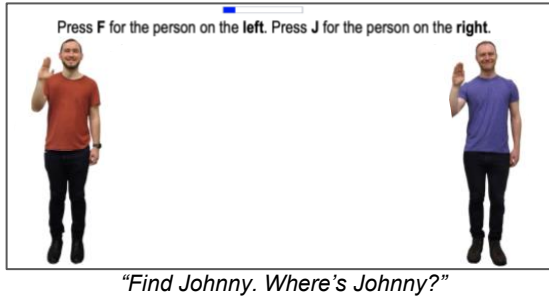 Press F for the person on the left. Press J for the person on the right.
“Find Johnny. Where’s Johnny?”